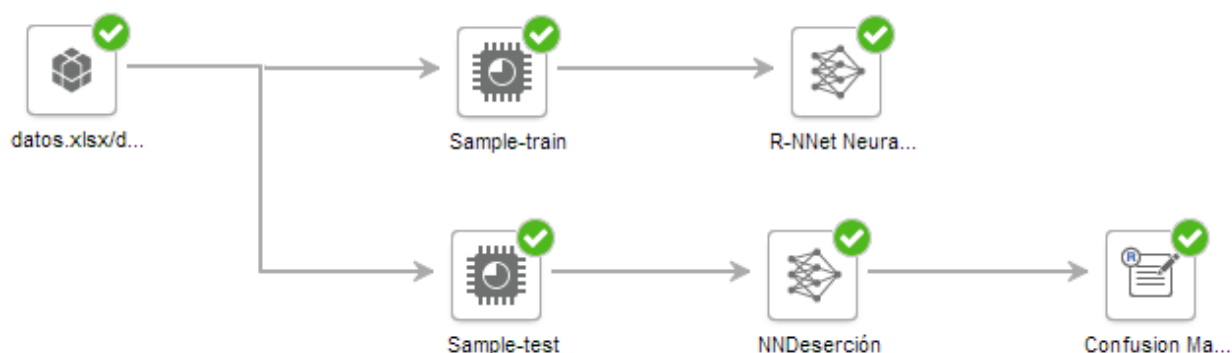 datos.xlsx/d...
Sample-train
R-NNet Neura...
Sample-test
NNDeserción
R
Confusion Ma...